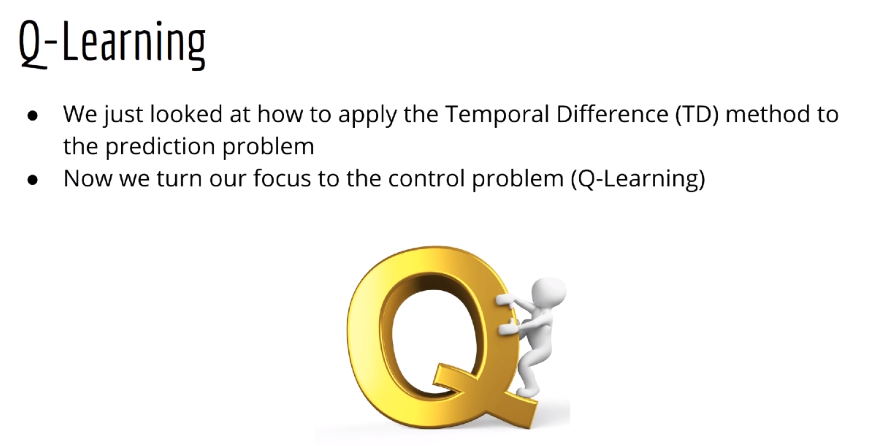 Q-Learning
● We just looked at how to apply the Temporal Difference (TD) method to
the prediction problem
● Now we turn our focus to the control problem (Q-Learning)
Q